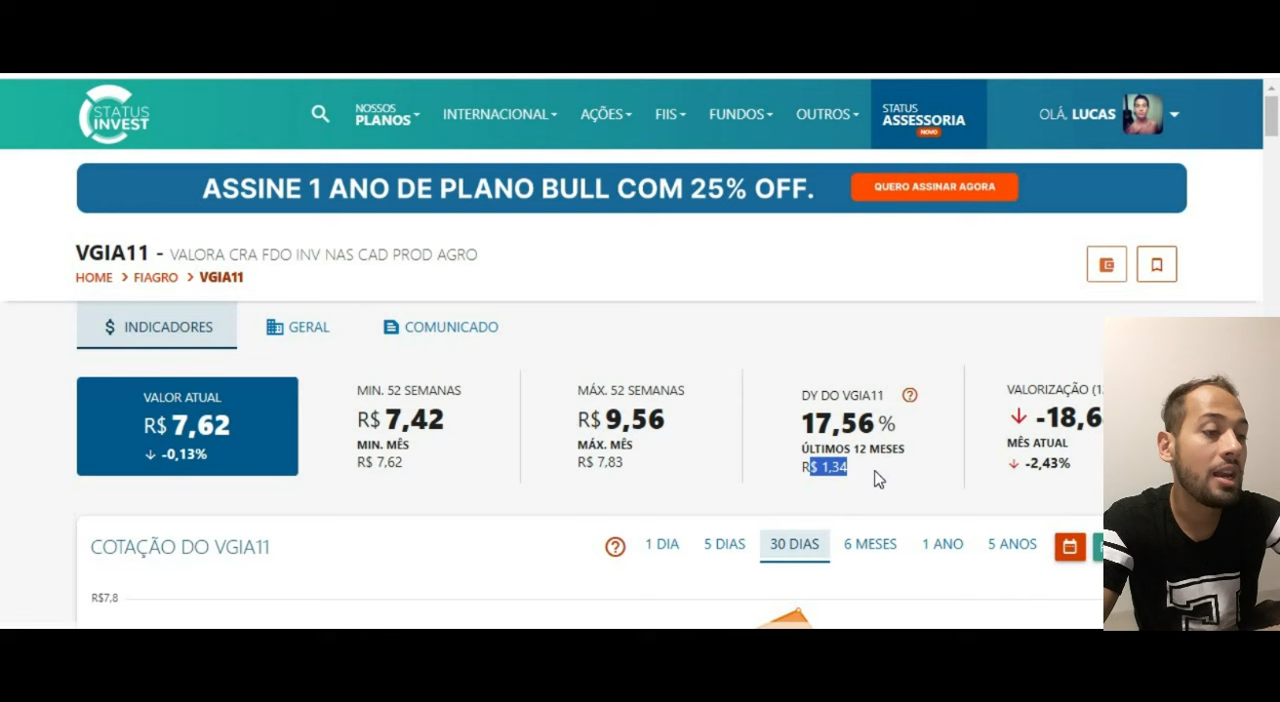 STATUS
INVEST
NOSSOS
PLANOS
INTERNACIONAL
AÇÕES
FIIS
FUNDOS
OUTROS
STATUS
ASSESSORIA
NOVO
OLÁ, LUCAS
ASSINE 1 ANO DE PLANO BULL COM 25% OFF.
QUERO ASSINAR AGORA
VGIA11 - VALORA CRA FDO INV NAS CAD PROD AGRO
HOME > FIAGRO > VGIA11
$ INDICADORES
GERAL
COMUNICADO
VALOR ATUAL
R$ 7,62
-0,13%
MIN. 52 SEMANAS
R$ 7,42
MIN. MÊS
R$ 7,62
MÁX. 52 SEMANAS
R$ 9,56
MÁX. MÊS
R$ 7,83
DY DO VGIA11 ?
17,56 %
ÚLTIMOS 12 MESES
R$ 1,34
VALORIZAÇÃO (1
-18,6
MÊS ATUAL
-2,43%
COTAÇÃO DO VGIA11
? 1 DIA 5 DIAS 30 DIAS 6 MESES 1 ANO 5 ANOS
R$7,8